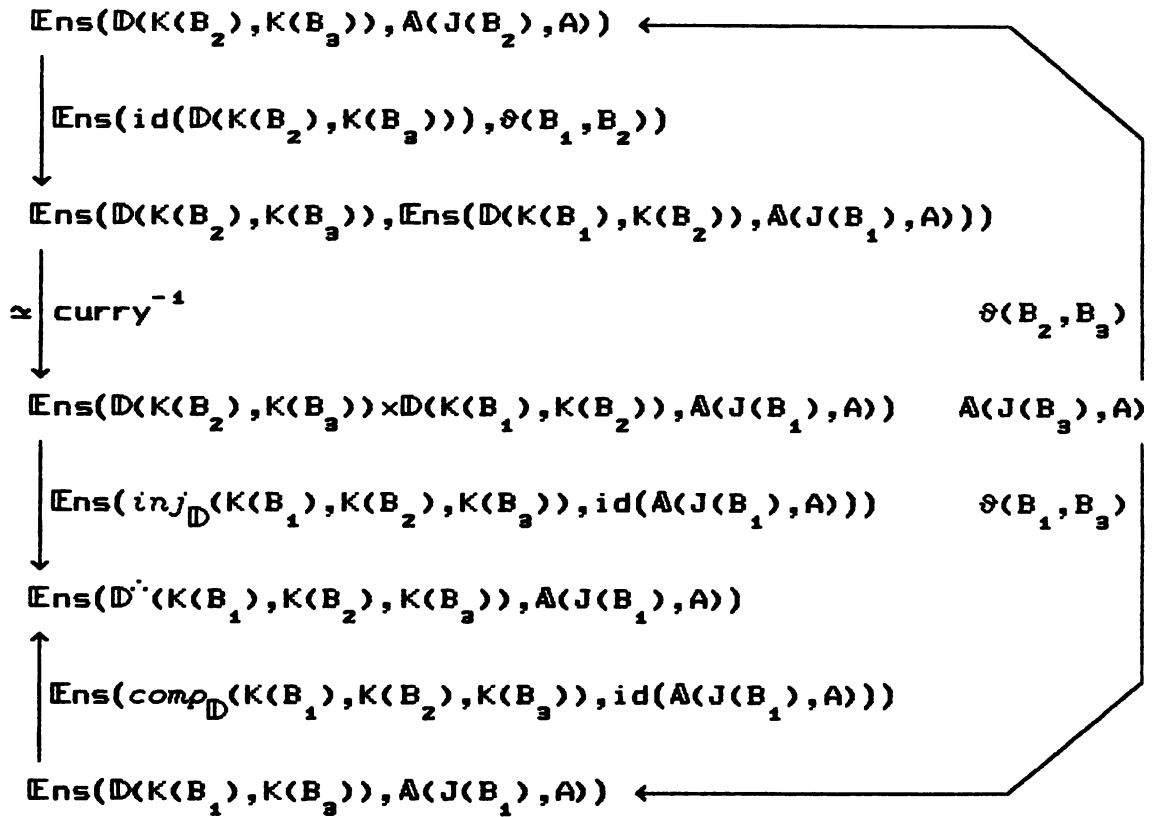 𝔼ns(𝔻(K(B₂),K(B₃)),𝔸(J(B₂),A))
𝔼ns(id(𝔻(K(B₂),K(B₃))),ϑ(B₁,B₂))
𝔼ns(𝔻(K(B₂),K(B₃)),𝔼ns(𝔻(K(B₁),K(B₂)),𝔸(J(B₁),A)))
≃ curry⁻¹ ϑ(B₂,B₃)
𝔼ns(𝔻(K(B₂),K(B₃))×𝔻(K(B₁),K(B₂)),𝔸(J(B₁),A)) 𝔸(J(B₃),A)
𝔼ns(inj_𝔻(K(B₁),K(B₂),K(B₃)),id(𝔸(J(B₁),A))) ϑ(B₁,B₃)
𝔼ns(𝔻¨(K(B₁),K(B₂),K(B₃)),𝔸(J(B₁),A))
𝔼ns(comp_𝔻(K(B₁),K(B₂),K(B₃)),id(𝔸(J(B₁),A)))
𝔼ns(𝔻(K(B₁),K(B₃)),𝔸(J(B₁),A))